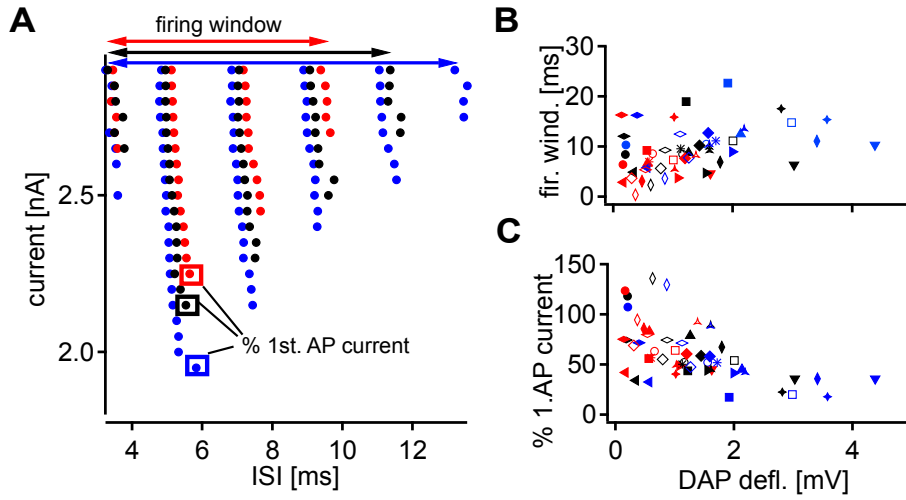 A
firing window
current [nA]
2.5
2.0
% 1st. AP current
4
6
8
10
12
ISI [ms]
B
fir. wind. [ms]
30
20
10
0
C
% 1.AP current
150
100
50
0
0
2
4
DAP defl. [mV]